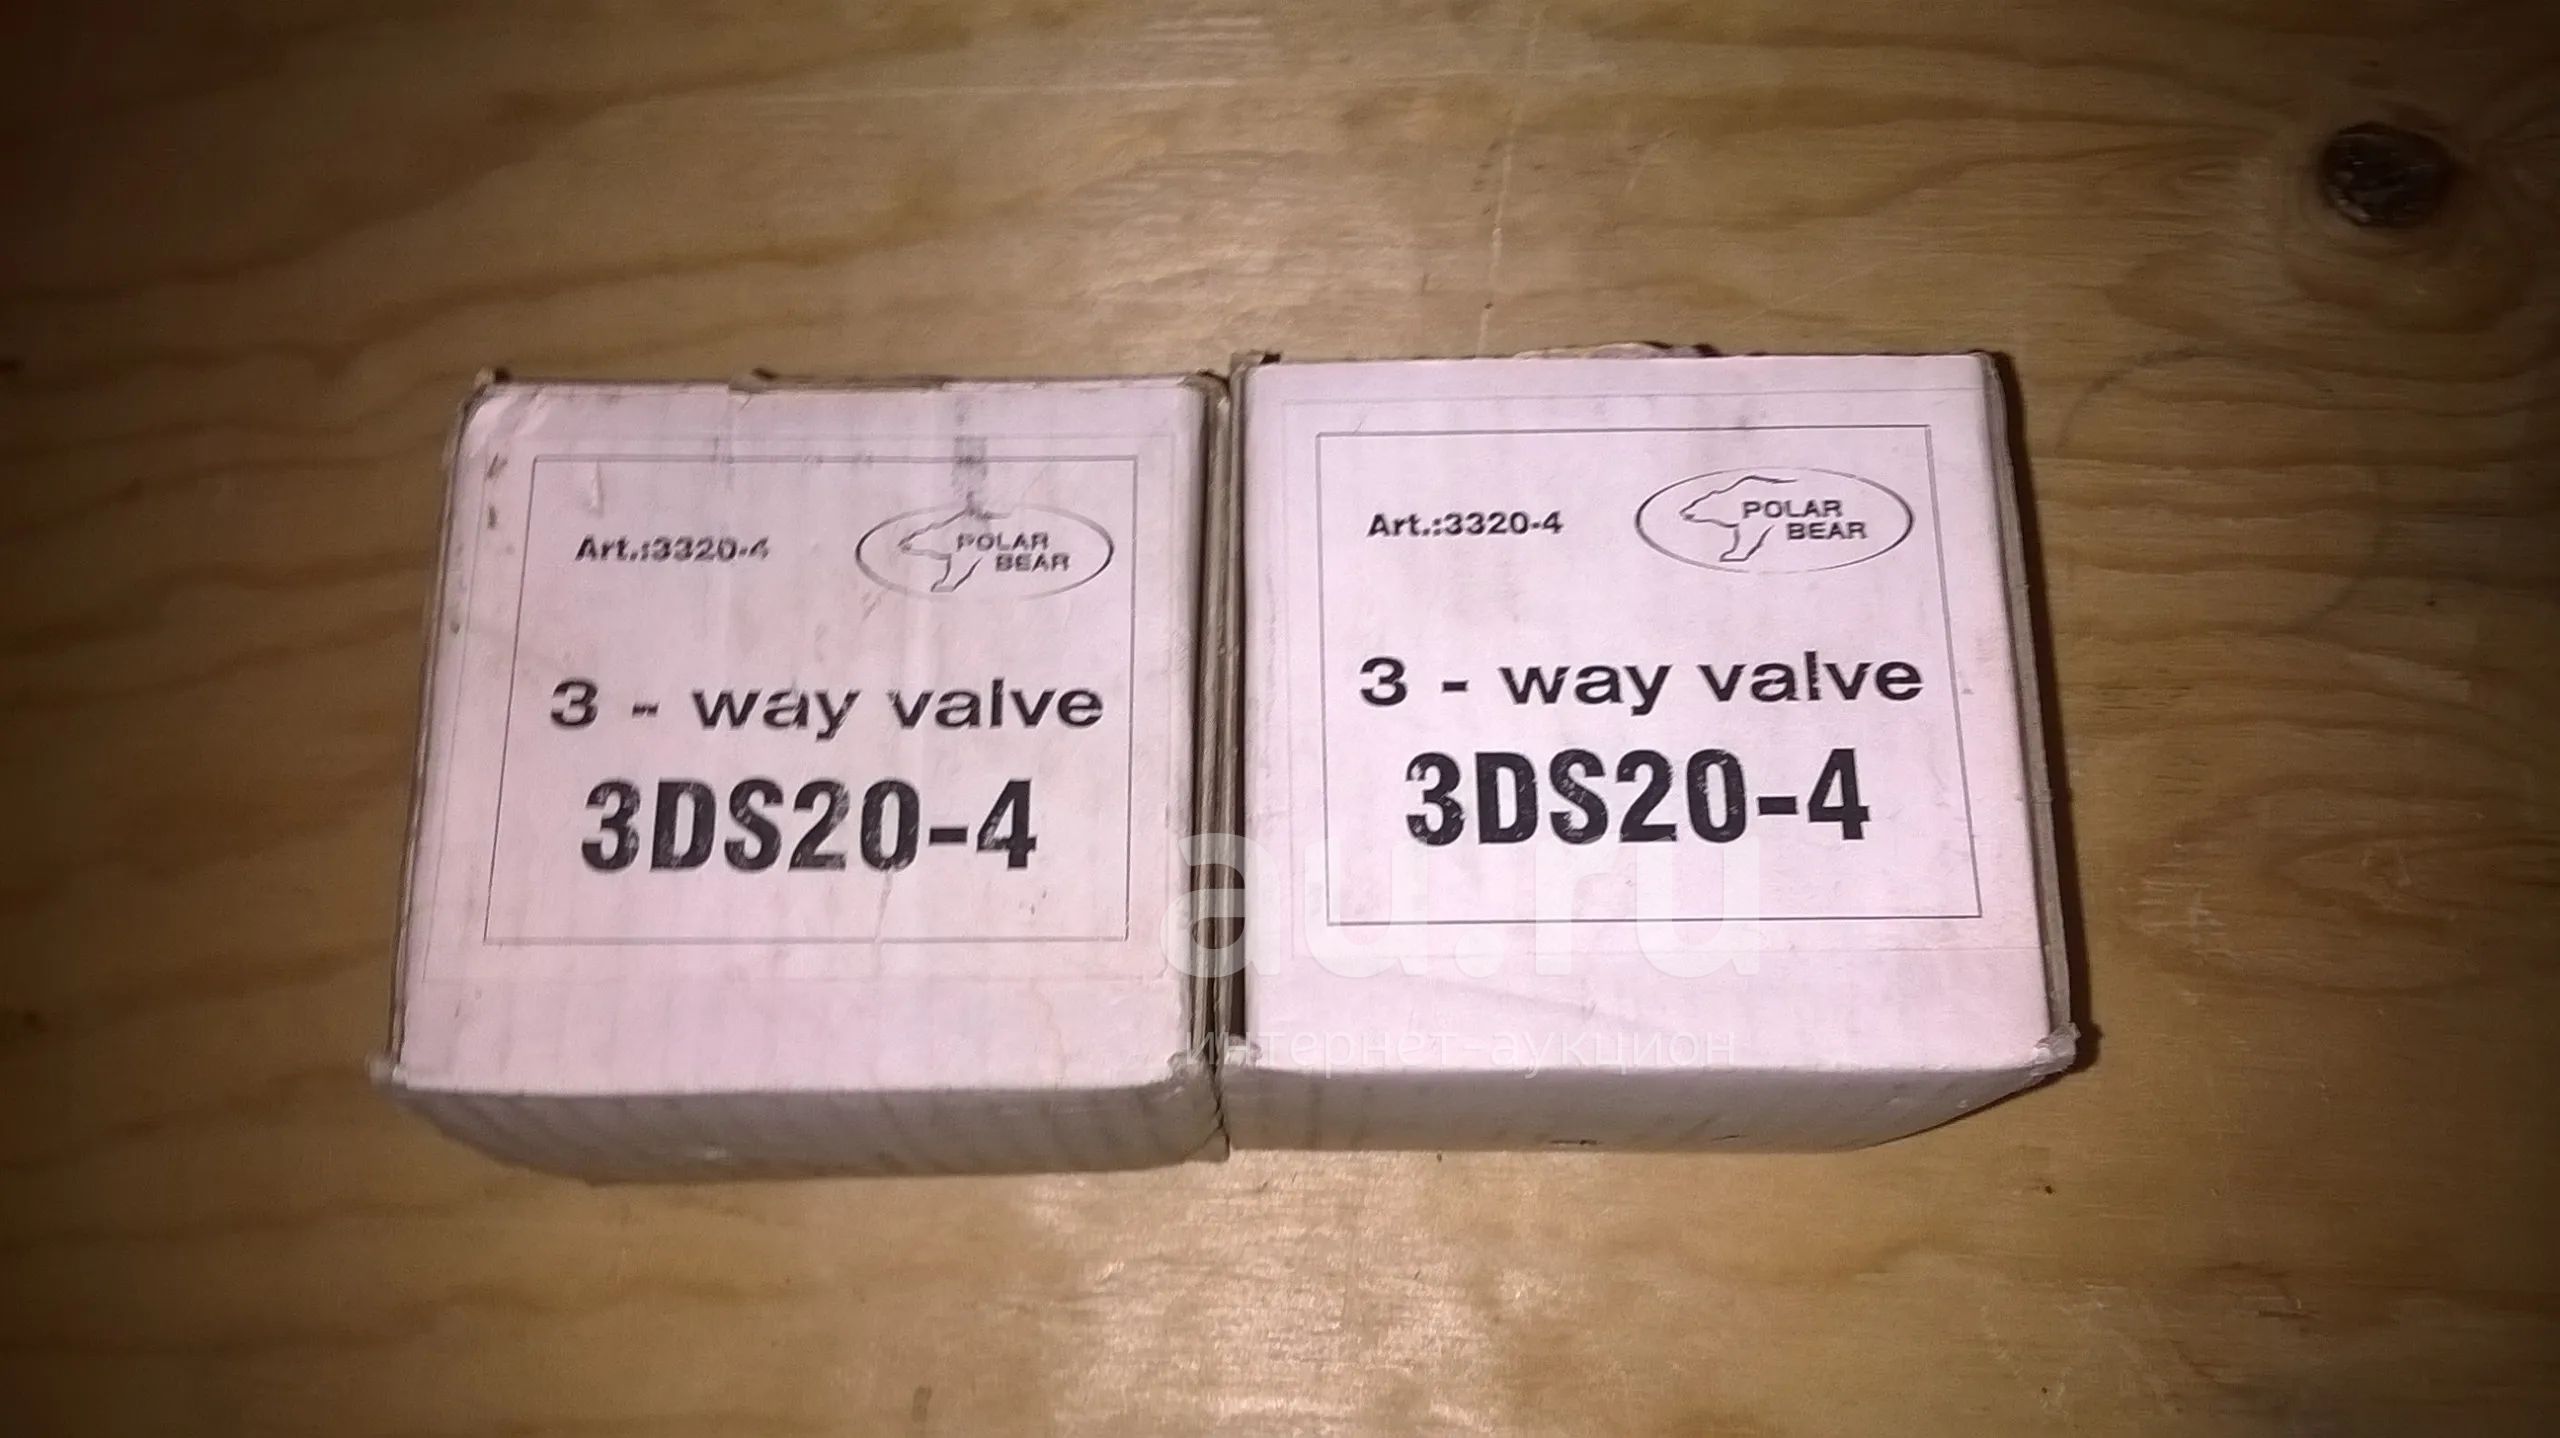 Art.:3320-4
POLAR
BEAR
3 - way valve
3DS20-4
Art.:3320-4
POLAR
BEAR
3 - way valve
3DS20-4
au.ru
интернет-аукцион